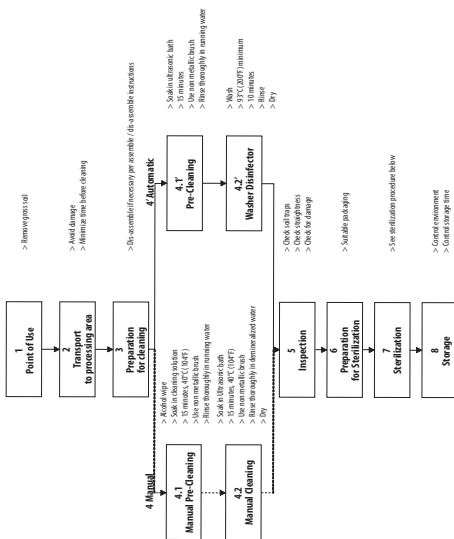 1
Point of Use
> Remove gross soil
2
Transport
to processing area
> Avoid damage
> Minimize time before cleaning
3
Preparation
for cleaning
> Dis-assemble if necessary per assemble / dis-assemble instructions
4 Manual
4.1
Manual Pre-Cleaning
> Alcohol wipe
> Soak in cleaning solution
> 15 minutes, 40°C (104°F)
> Use non metallic brush
> Rinse thoroughly in running water
4.2
Manual Cleaning
> Soak in Ultrasonic bath
> 15 minutes, 40°C (104°F)
> Use non metallic brush
> Rinse thoroughly in demineralized water
> Dry
4' Automatic
4.1'
Pre-Cleaning
> Soak in ultrasonic bath
> 15 minutes
> Use non metallic brush
> Rinse thoroughly in running water
4.2'
Washer Disinfector
> Wash
> 93°C (200°F) minimum
> 10 minutes
> Rinse
> Dry
5
Inspection
> Check soil traps
> Check straightness
> Check for damage
6
Preparation
for Sterilization
> Suitable packaging
7
Sterilization
> See sterilization procedure below
8
Storage
> Control environment
> Control storage time